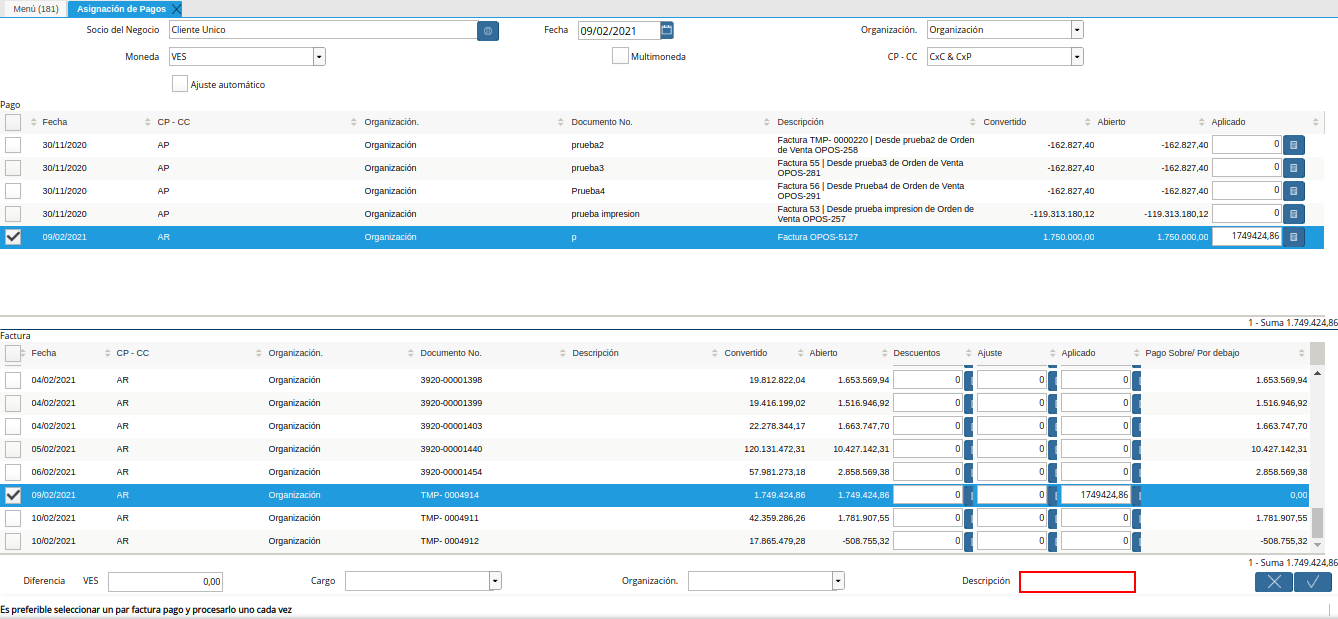 Menú (181) Asignación de Pagos
Socio del Negocio Cliente Unico Fecha 09/02/2021 Organización. Organización
Moneda VES Multimoneda CP - CC CxC & CxP
Ajuste automático
Pago
Fecha CP - CC Organización. Documento No. Descripción Convertido Abierto Aplicado
30/11/2020 AP Organización prueba2 Factura TMP- 0000220 | Desde prueba2 de Orden de Venta OPOS-258 -162.827,40 -162.827,40 0
30/11/2020 AP Organización prueba3 Factura 55 | Desde prueba3 de Orden de Venta OPOS-281 -162.827,40 -162.827,40 0
30/11/2020 AP Organización Prueba4 Factura 56 | Desde Prueba4 de Orden de Venta OPOS-291 -162.827,40 -162.827,40 0
30/11/2020 AP Organización prueba impresion Factura 53 | Desde prueba impresion de Orden de Venta OPOS-257 -119.313.180,12 -119.313.180,12 0
09/02/2021 AR Organización p Factura OPOS-5127 1.750.000,00 1.750.000,00 1749424,86
1 - Suma 1.749.424,86
Factura
Fecha CP - CC Organización. Documento No. Descripción Convertido Abierto Descuentos Ajuste Aplicado Pago Sobre/ Por debajo
04/02/2021 AR Organización 3920-00001398 19.812.822,04 1.653.569,94 0 0 0 1.653.569,94
04/02/2021 AR Organización 3920-00001399 19.416.199,02 1.516.946,92 0 0 0 1.516.946,92
04/02/2021 AR Organización 3920-00001403 22.278.344,17 1.663.747,70 0 0 0 1.663.747,70
05/02/2021 AR Organización 3920-00001440 120.131.472,31 10.427.142,31 0 0 0 10.427.142,31
06/02/2021 AR Organización 3920-00001454 57.981.273,18 2.858.569,38 0 0 0 2.858.569,38
09/02/2021 AR Organización TMP- 0004914 1.749.424,86 1.749.424,86 0 0 1749424,86 0,00
10/02/2021 AR Organización TMP- 0004911 42.359.286,26 1.781.907,55 0 0 0 1.781.907,55
10/02/2021 AR Organización TMP- 0004912 17.865.479,28 -508.755,32 0 0 0 -508.755,32
1 - Suma 1.749.424,86
Diferencia VES 0,00 Cargo Organización. Descripción
Es preferible seleccionar un par factura pago y procesarlo uno cada vez